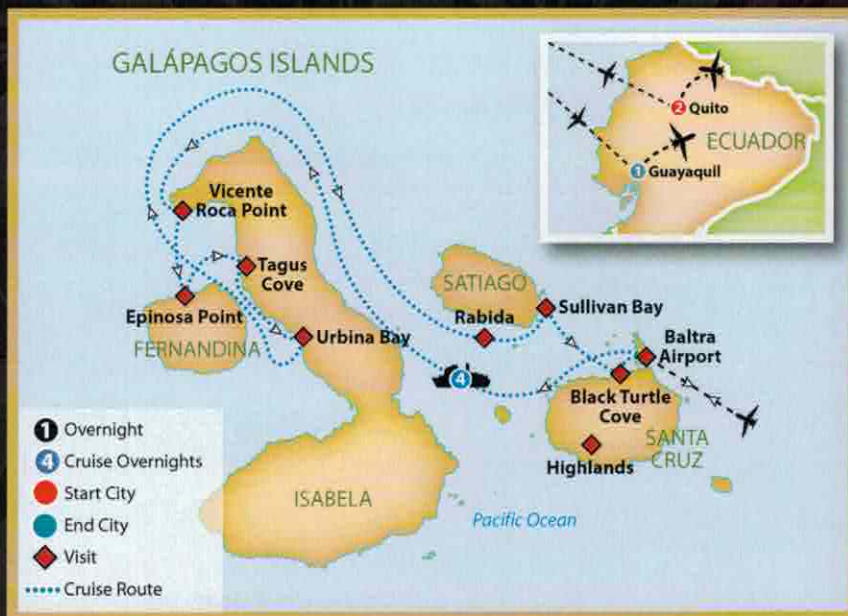 GALÁPAGOS ISLANDS
2 Quito
ECUADOR
1 Guayaquil
Vicente
Roca Point
Tagus
Cove
Epinosa Point
FERNANDINA
Urbina Bay
SATIAGO
Sullivan Bay
Rabida
Baltra
Airport
4
Black Turtle
Cove
SANTA
CRUZ
Highlands
ISABELA
Pacific Ocean
1 Overnight
4 Cruise Overnights
Start City
End City
Visit
Cruise Route